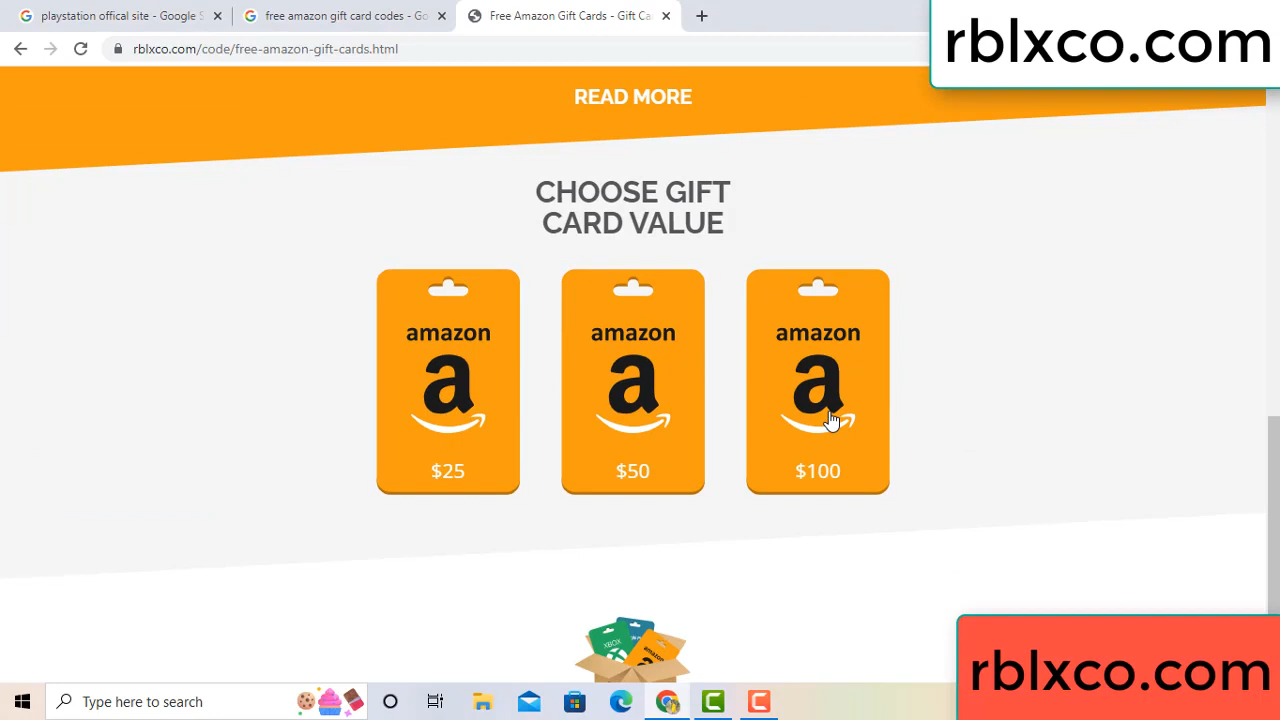 playstation offical site - Google S
free amazon gift card codes - Go
Free Amazon Gift Cards - Gift Ca
rblxco.com/code/free-amazon-gift-cards.html
rblxco.com
READ MORE
CHOOSE GIFT
CARD VALUE
amazon
a
$25
amazon
a
$50
amazon
a
$100
XBOX
rblxco.com
Type here to search